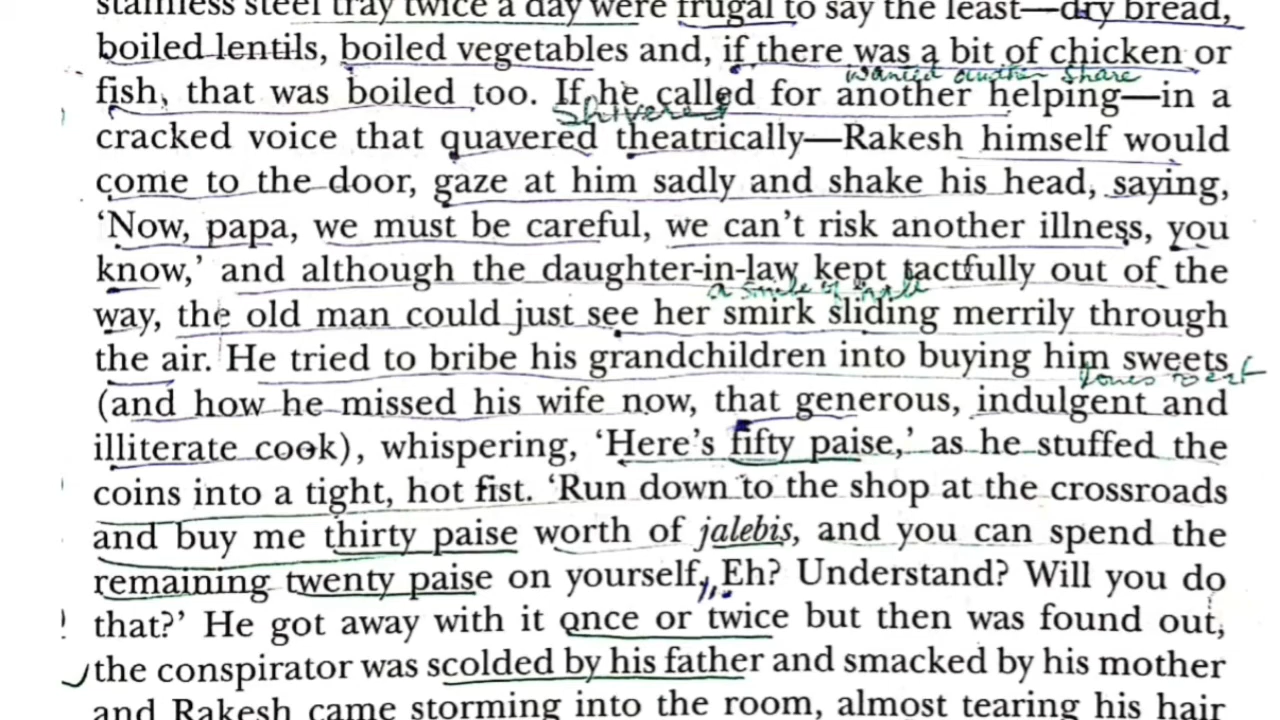 stainless steel tray twice a day were frugal to say the least—dry bread,
boiled lentils, boiled vegetables and, if there was a bit of chicken or
wanted another share
fish, that was boiled too. If he called for another helping—in a
Shivered
cracked voice that quavered theatrically—Rakesh himself would
come to the door, gaze at him sadly and shake his head, saying,
‘Now, papa, we must be careful, we can’t risk another illness, you
know,’ and although the daughter-in-law kept tactfully out of the
a smile of
way, the old man could just see her smirk sliding merrily through
the air. He tried to bribe his grandchildren into buying him sweets
(and how he missed his wife now, that generous, indulgent and
illiterate cook), whispering, ‘Here’s fifty paise,’ as he stuffed the
coins into a tight, hot fist. ‘Run down to the shop at the crossroads
and buy me thirty paise worth of jalebis, and you can spend the
remaining twenty paise on yourself, Eh? Understand? Will you do
that?’ He got away with it once or twice but then was found out,
the conspirator was scolded by his father and smacked by his mother
and Rakesh came storming into the room, almost tearing his hair